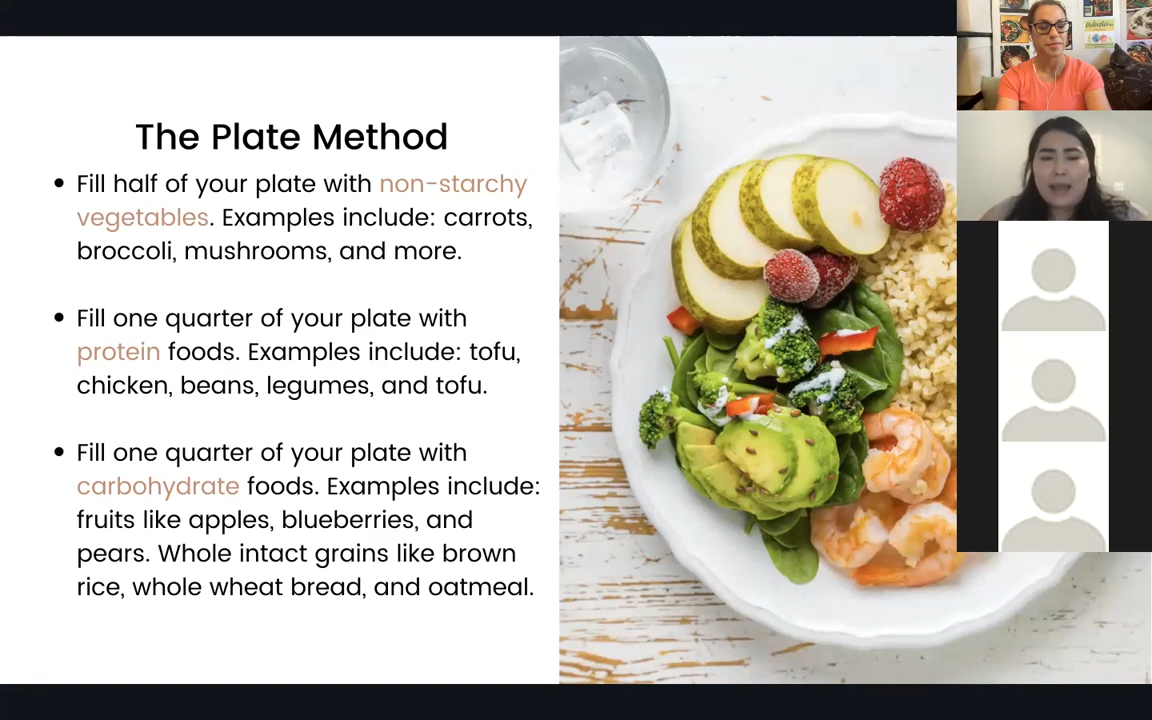 The Plate Method
• Fill half of your plate with non-starchy
vegetables. Examples include: carrots,
broccoli, mushrooms, and more.
• Fill one quarter of your plate with
protein foods. Examples include: tofu,
chicken, beans, legumes, and tofu.
• Fill one quarter of your plate with
carbohydrate foods. Examples include:
fruits like apples, blueberries, and
pears. Whole intact grains like brown
rice, whole wheat bread, and oatmeal.